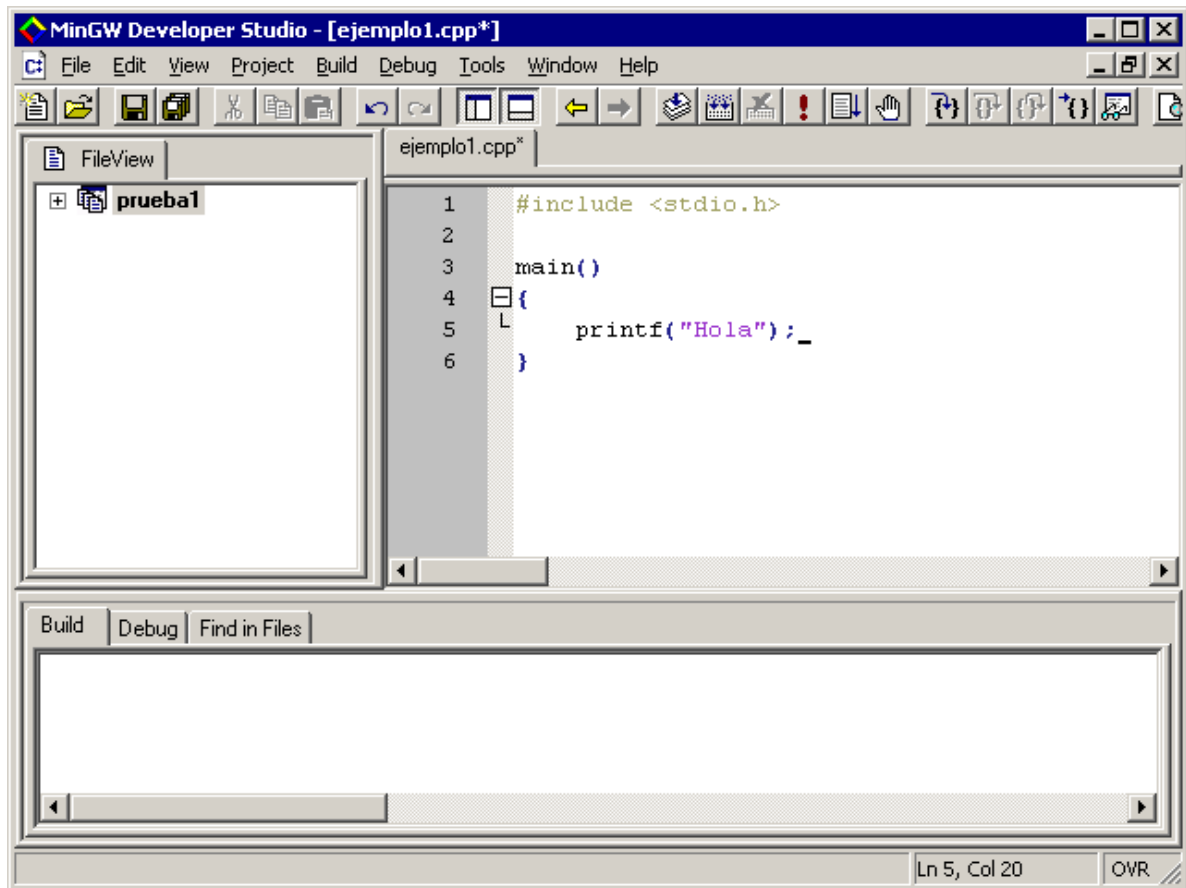 MinGW Developer Studio - [ejemplo1.cpp*]
File Edit View Project Build Debug Tools Window Help
FileView
prueba1
ejemplo1.cpp*
1 #include <stdio.h>
2
3 main()
4 {
5 printf("Hola");
6 }
Build Debug Find in Files
Ln 5, Col 20 OVR